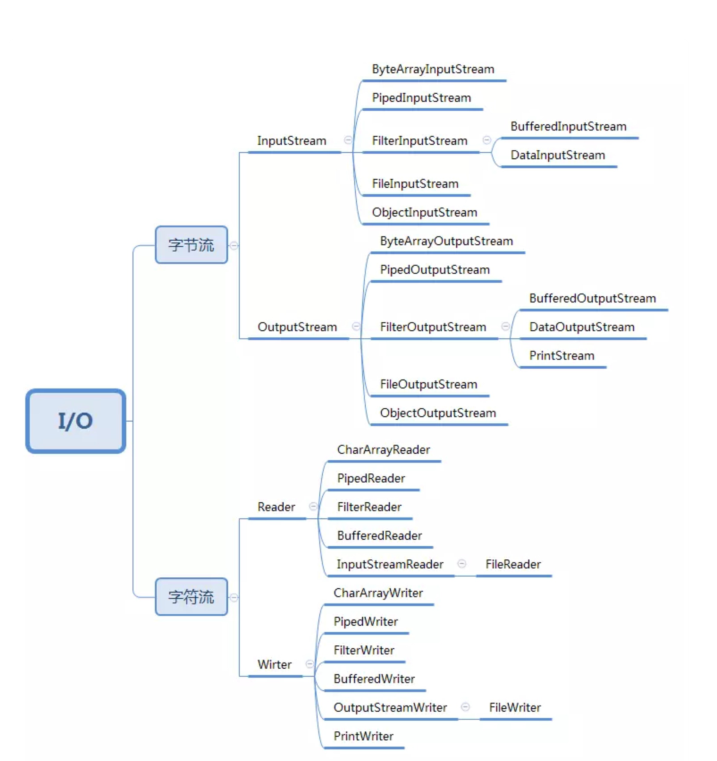 I/O
字节流
InputStream
ByteArrayInputStream
PipedInputStream
FilterInputStream
BufferedInputStream
DataInputStream
FileInputStream
ObjectInputStream
OutputStream
ByteArrayOutputStream
PipedOutputStream
FilterOutputStream
BufferedOutputStream
DataOutputStream
PrintStream
FileOutputStream
ObjectOutputStream
字符流
Reader
CharArrayReader
PipedReader
FilterReader
BufferedReader
InputStreamReader
FileReader
Wirter
CharArrayWriter
PipedWriter
FilterWriter
BufferedWriter
OutputStreamWriter
FileWriter
PrintWriter